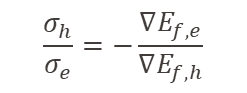 σ_h / σ_e = − ∇E_{f,e} / ∇E_{f,h}